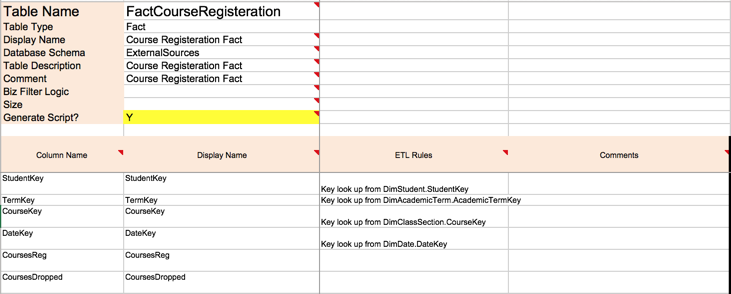 Table Name FactCourseRegisteration
Table Type Fact
Display Name Course Registeration Fact
Database Schema ExternalSources
Table Description Course Registeration Fact
Comment Course Registeration Fact
Biz Filter Logic
Size
Generate Script? Y
Column Name Display Name ETL Rules Comments
StudentKey StudentKey
Key look up from DimStudent.StudentKey
TermKey TermKey Key look up from DimAcademicTerm.AcademicTermKey
CourseKey CourseKey
Key look up from DimClassSection.CourseKey
DateKey DateKey
Key look up from DimDate.DateKey
CoursesReg CoursesReg
CoursesDropped CoursesDropped